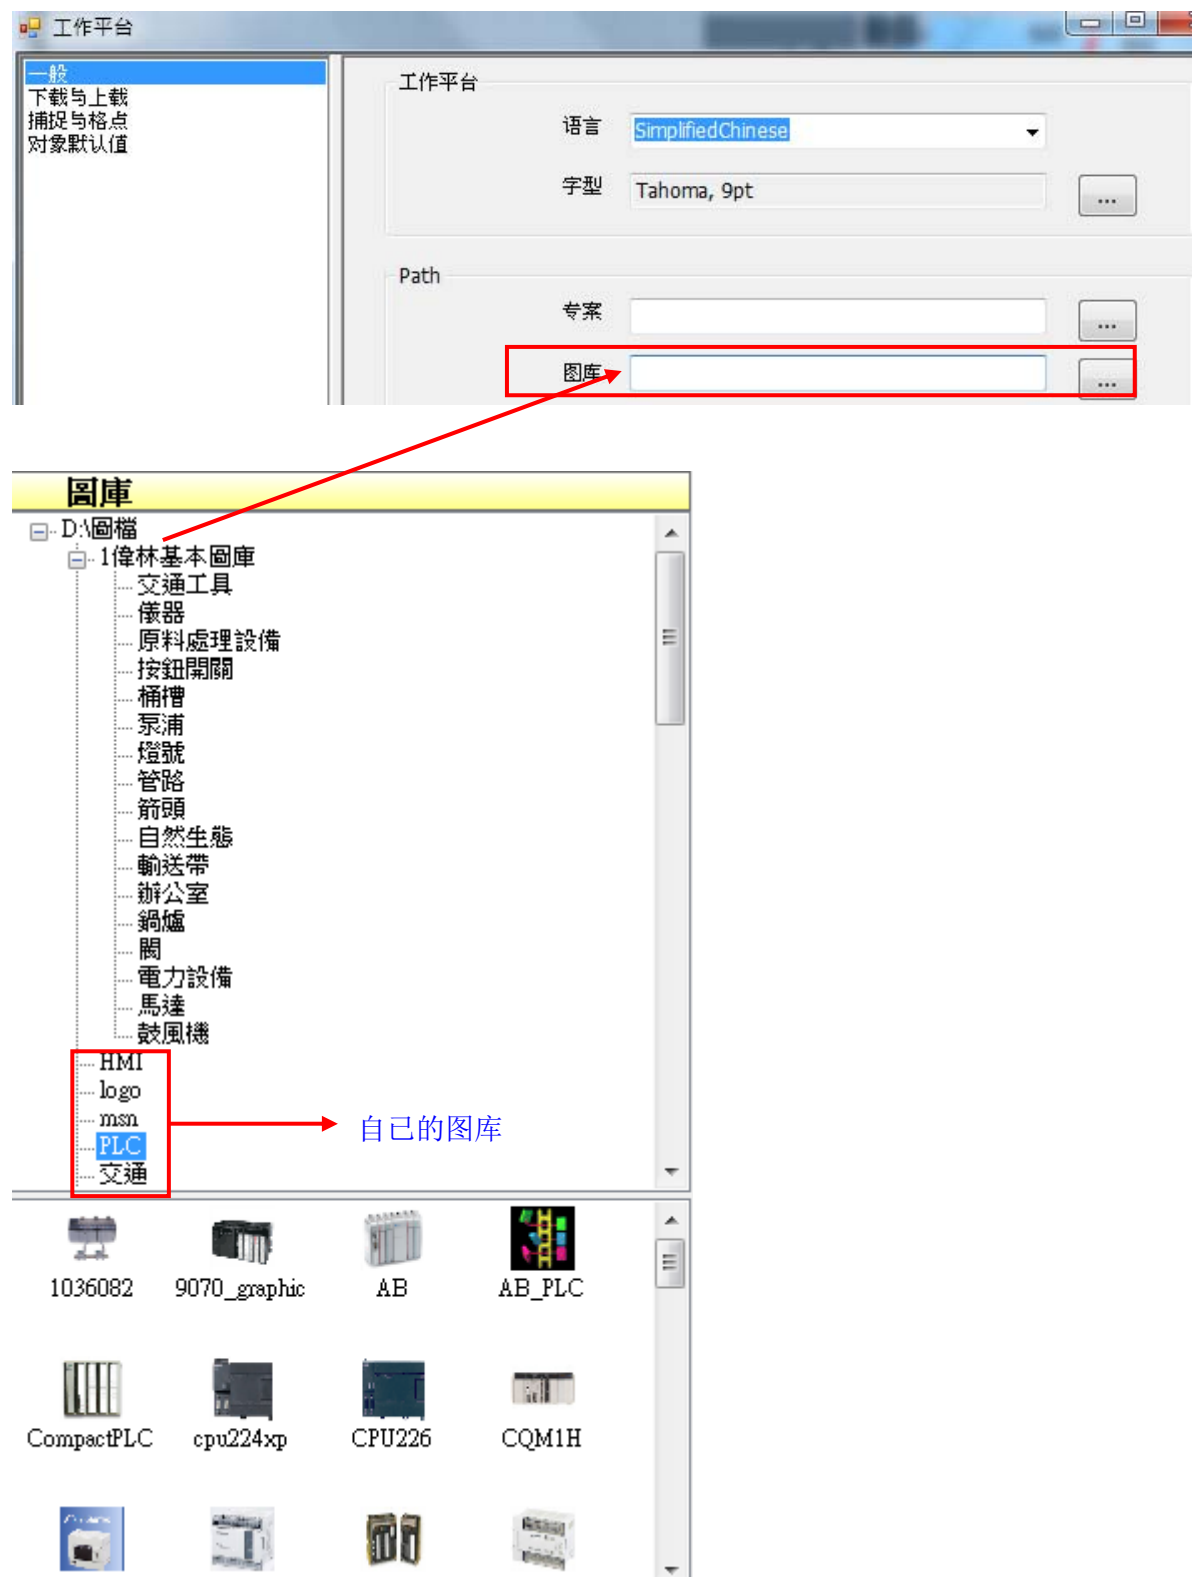 工作平台
一般
下载与上载
捕捉与格点
对象默认值
工作平台
语言
SimplifiedChinese
字型
Tahoma, 9pt
...
Path
专案
...
图库
...
圖庫
D:\圖檔
1偉林基本圖庫
交通工具
儀器
原料處理設備
按鈕開關
桶槽
泵浦
燈號
管路
箭頭
自然生態
輸送帶
辦公室
鍋爐
閥
電力設備
馬達
鼓風機
HMI
logo
msn
PLC
交通
自己的图库
1036082
9070_graphic
AB
AB_PLC
CompactPLC
cpu224xp
CPU226
CQM1H